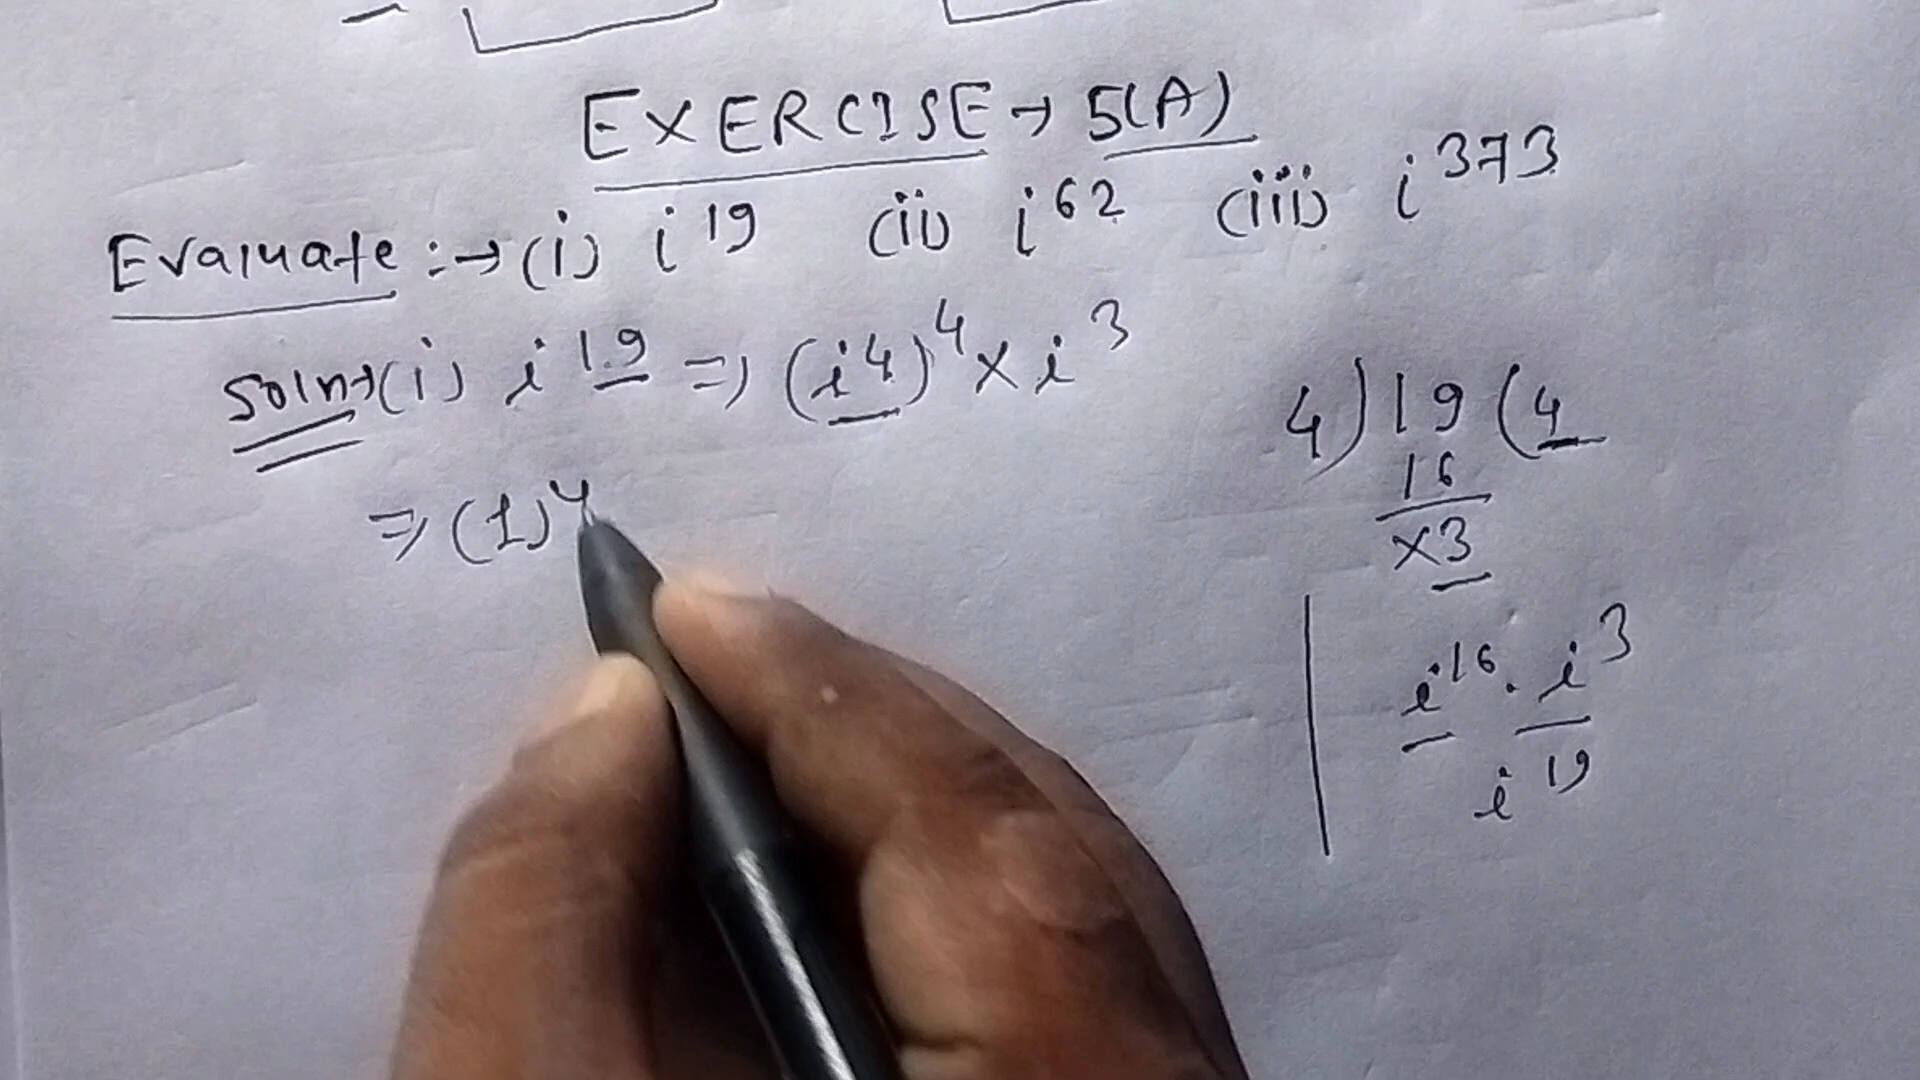 EXERCISE → 5(A)
Evaluate :→ (i) i^19 (ii) i^62 (iii) i^373
Soln→(i) i^19 ⇒ (i^4)^4 × i^3
⇒ (1)^4
4) 19 (4
16
×3
i^16 . i^3
i^19